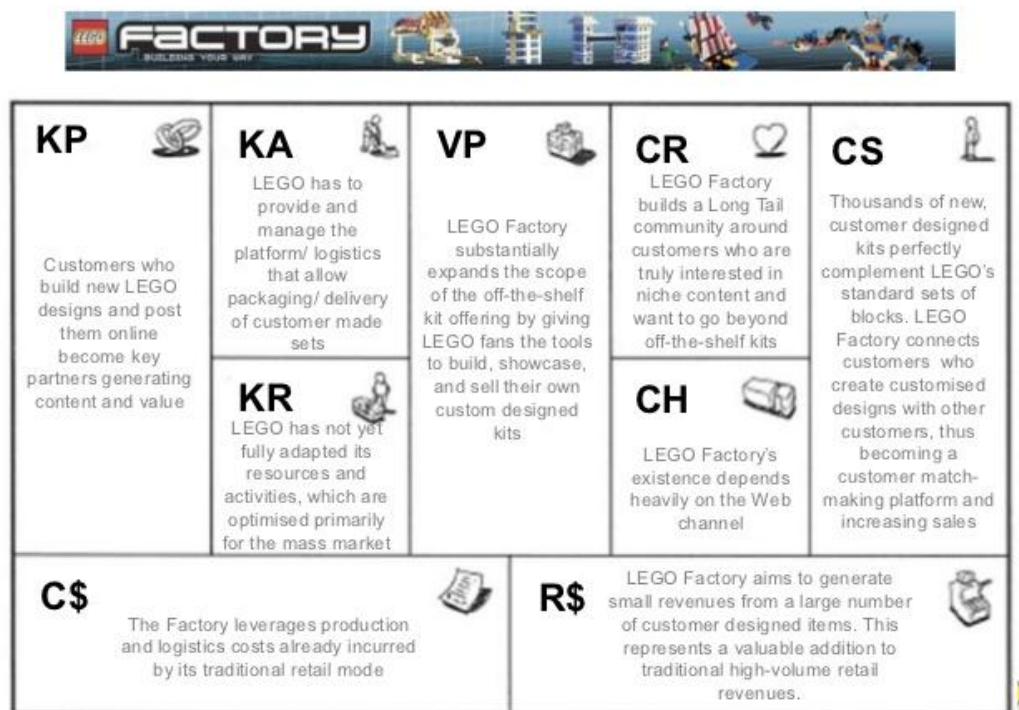 LEGO FACTORY
BUILDING YOUR WAY
KP
Customers who
build new LEGO
designs and post
them online
become key
partners generating
content and value
KA
LEGO has to
provide and
manage the
platform/ logistics
that allow
packaging/ delivery
of customer made
sets
KR
LEGO has not yet
fully adapted its
resources and
activities, which are
optimised primarily
for the mass market
VP
LEGO Factory
substantially
expands the scope
of the off-the-shelf
kit offering by giving
LEGO fans the tools
to build, showcase,
and sell their own
custom designed
kits
CR
LEGO Factory
builds a Long Tail
community around
customers who are
truly interested in
niche content and
want to go beyond
off-the-shelf kits
CH
LEGO Factory's
existence depends
heavily on the Web
channel
CS
Thousands of new,
customer designed
kits perfectly
complement LEGO's
standard sets of
blocks. LEGO
Factory connects
customers who
create customised
designs with other
customers, thus
becoming a
customer match-
making platform and
increasing sales
C$
The Factory leverages production
and logistics costs already incurred
by its traditional retail mode
R$
LEGO Factory aims to generate
small revenues from a large number
of customer designed items. This
represents a valuable addition to
traditional high-volume retail
revenues.